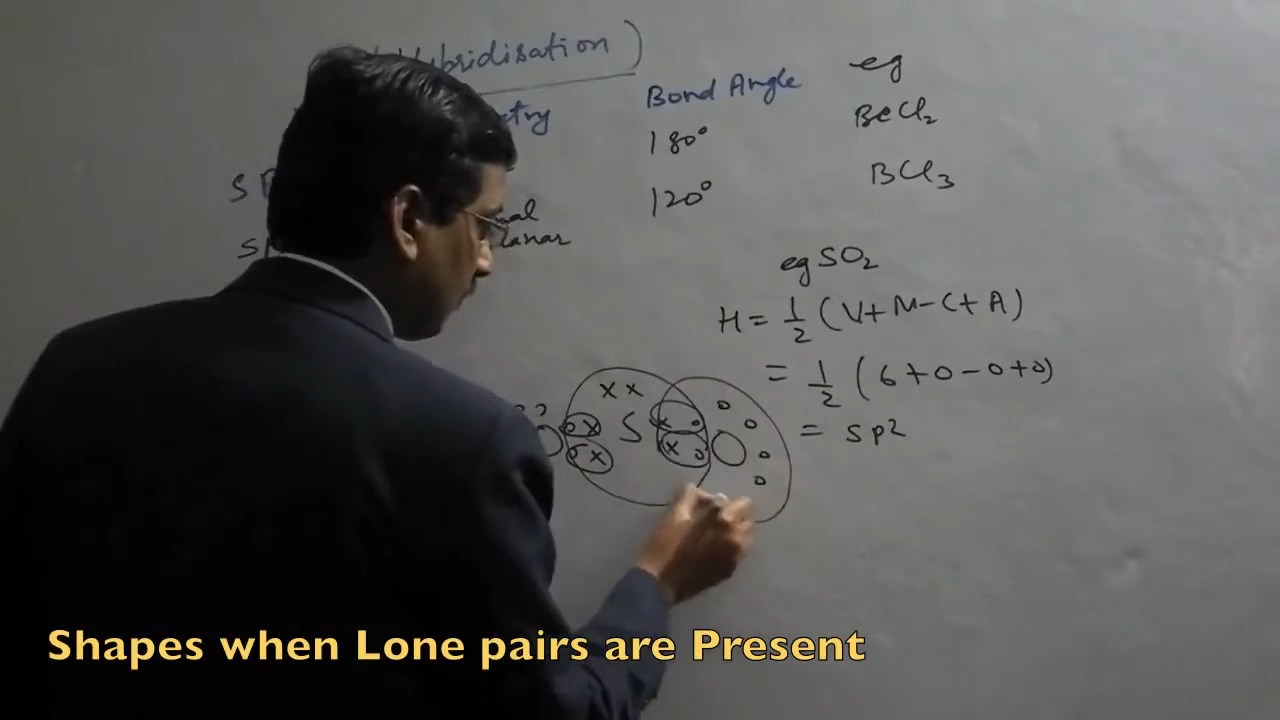 Hybridisation )
Bond Angle eg
180° BeCl₂
120° BCl₃
eg SO₂
H = 1/2 (V + M - C + A)
= 1/2 (6 + 0 - 0 + 0)
= sp2
x x
S
Shapes when Lone pairs are Present